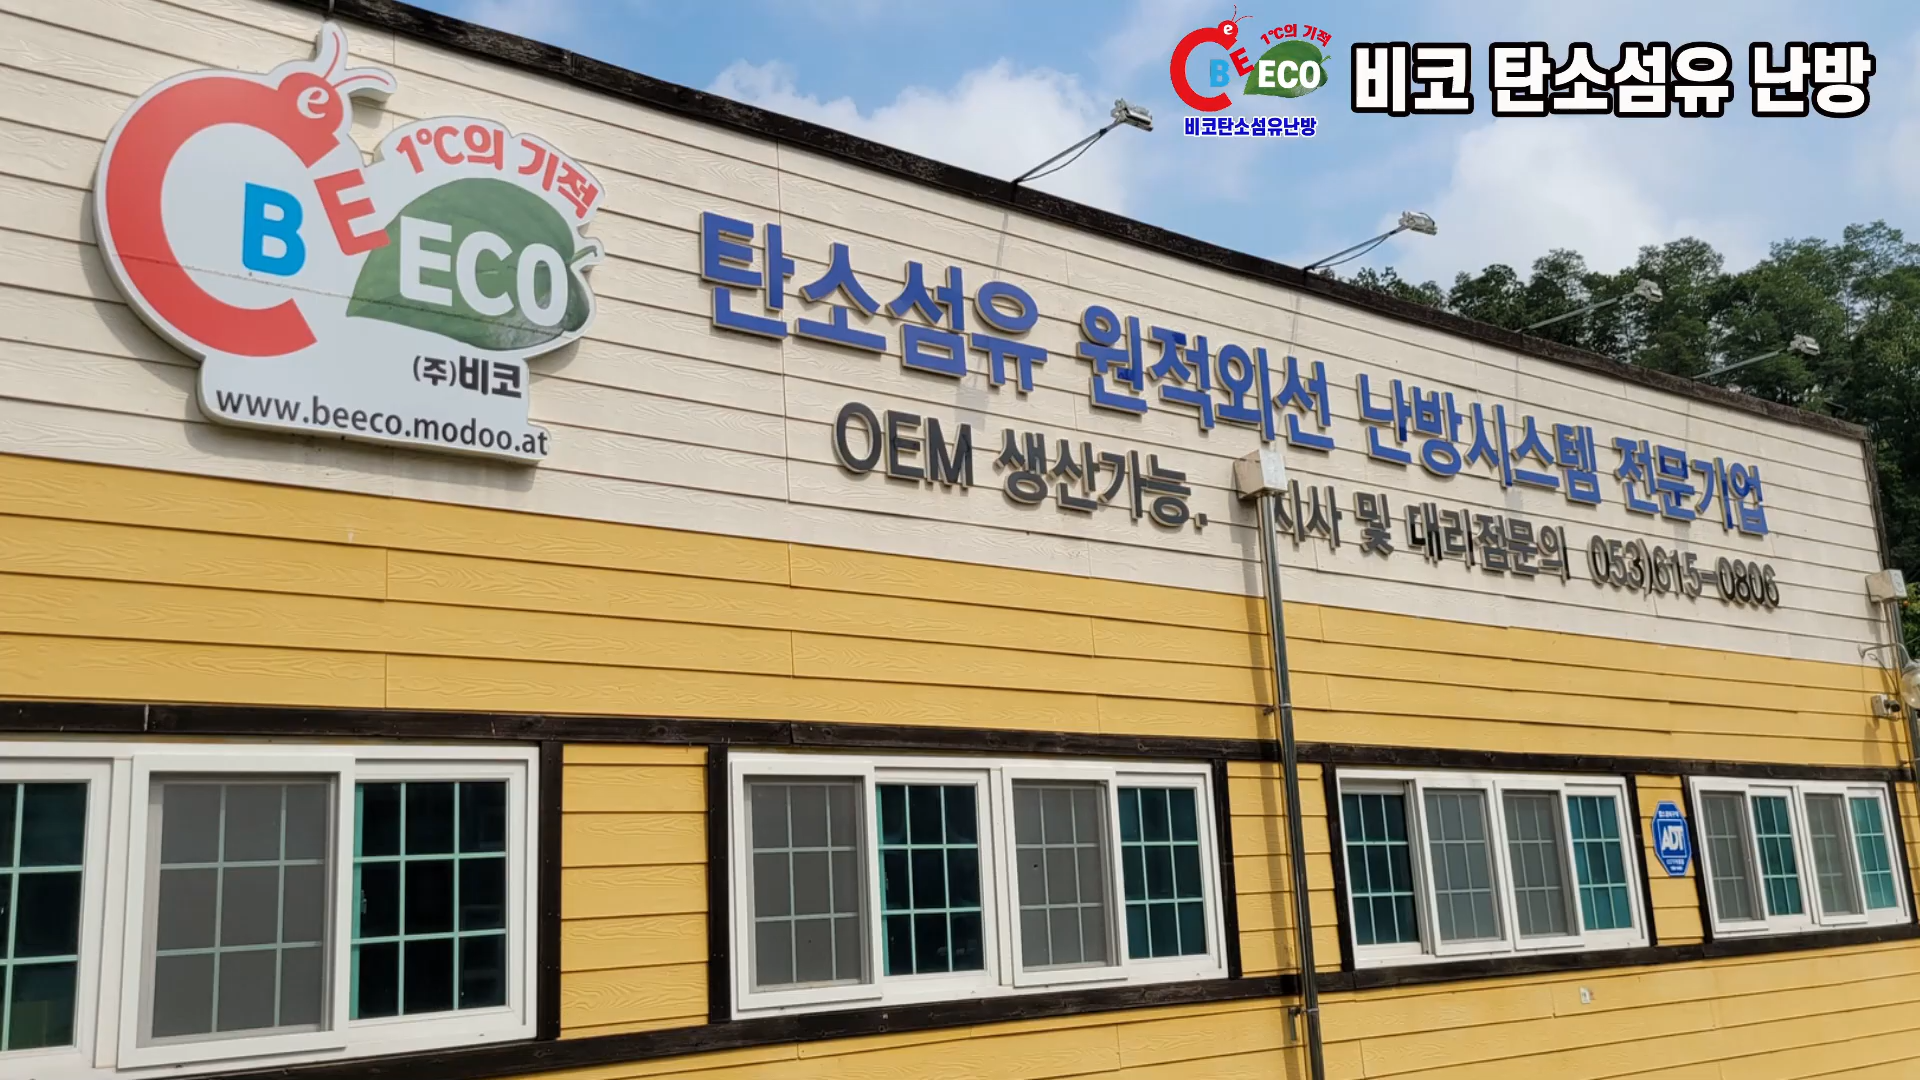 e
C BE ECO
1℃의 기적
비코탄소섬유난방
비코 탄소섬유 난방
e
C BE ECO
1℃의 기적
(주)비코
www.beeco.modoo.at
탄소섬유 원적외선 난방시스템 전문기업
OEM 생산가능. 지사 및 대리점문의 053)615-0806
ADT